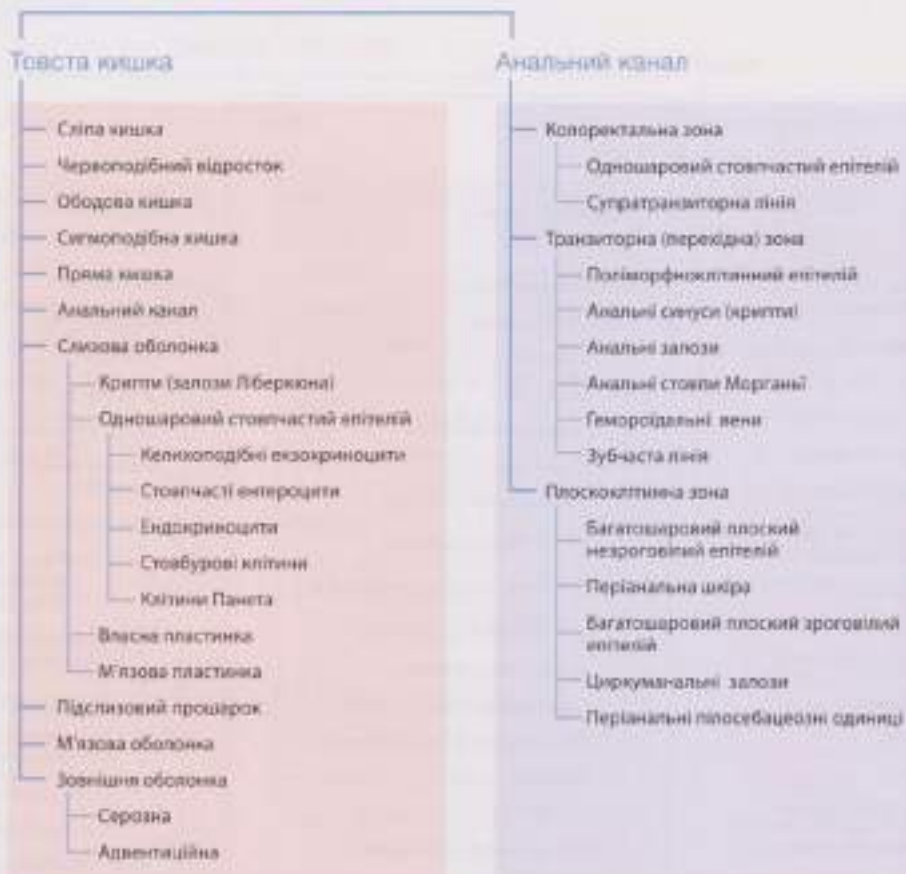 Товста кишка
Сліпа кишка
Червоподібний відросток
Ободова кишка
Сигмоподібна кишка
Пряма кишка
Анальний канал
Слизова оболонка
Крипти (залози Ліберкюна)
Одношаровий стовпчастий епітелій
Келихоподібні екзокриноцити
Стовпчасті ентероцити
Ендокриноцити
Стовбурові клітини
Клітини Панета
Власна пластинка
М'язова пластинка
Підслизовий прошарок
М'язова оболонка
Зовнішня оболонка
Серозна
Адвентиційна
Анальний канал
Колоректальна зона
Одношаровий стовпчастий епітелій
Супратранзиторна лінія
Транзиторна (перехідна) зона
Поліморфноклітинний епітелій
Анальні синуси (крипти)
Анальні залози
Анальні стовпи Морганьї
Гемороїдальні вени
Зубчаста лінія
Плоскоклітинна зона
Багатошаровий плоский
незроговілий епітелій
Періанальна шкіра
Багатошаровий плоский зроговілий
епітелій
Циркуманальні залози
Періанальні пілосебацеозні одиниці